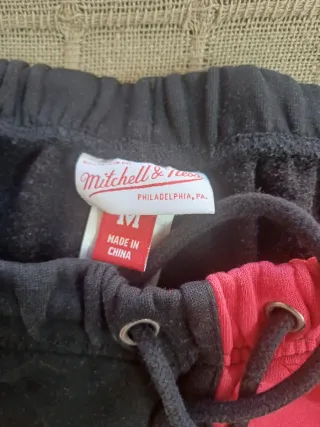 Mitchell & Ness
PHILADELPHIA, PA.
M
MADE IN
CHINA